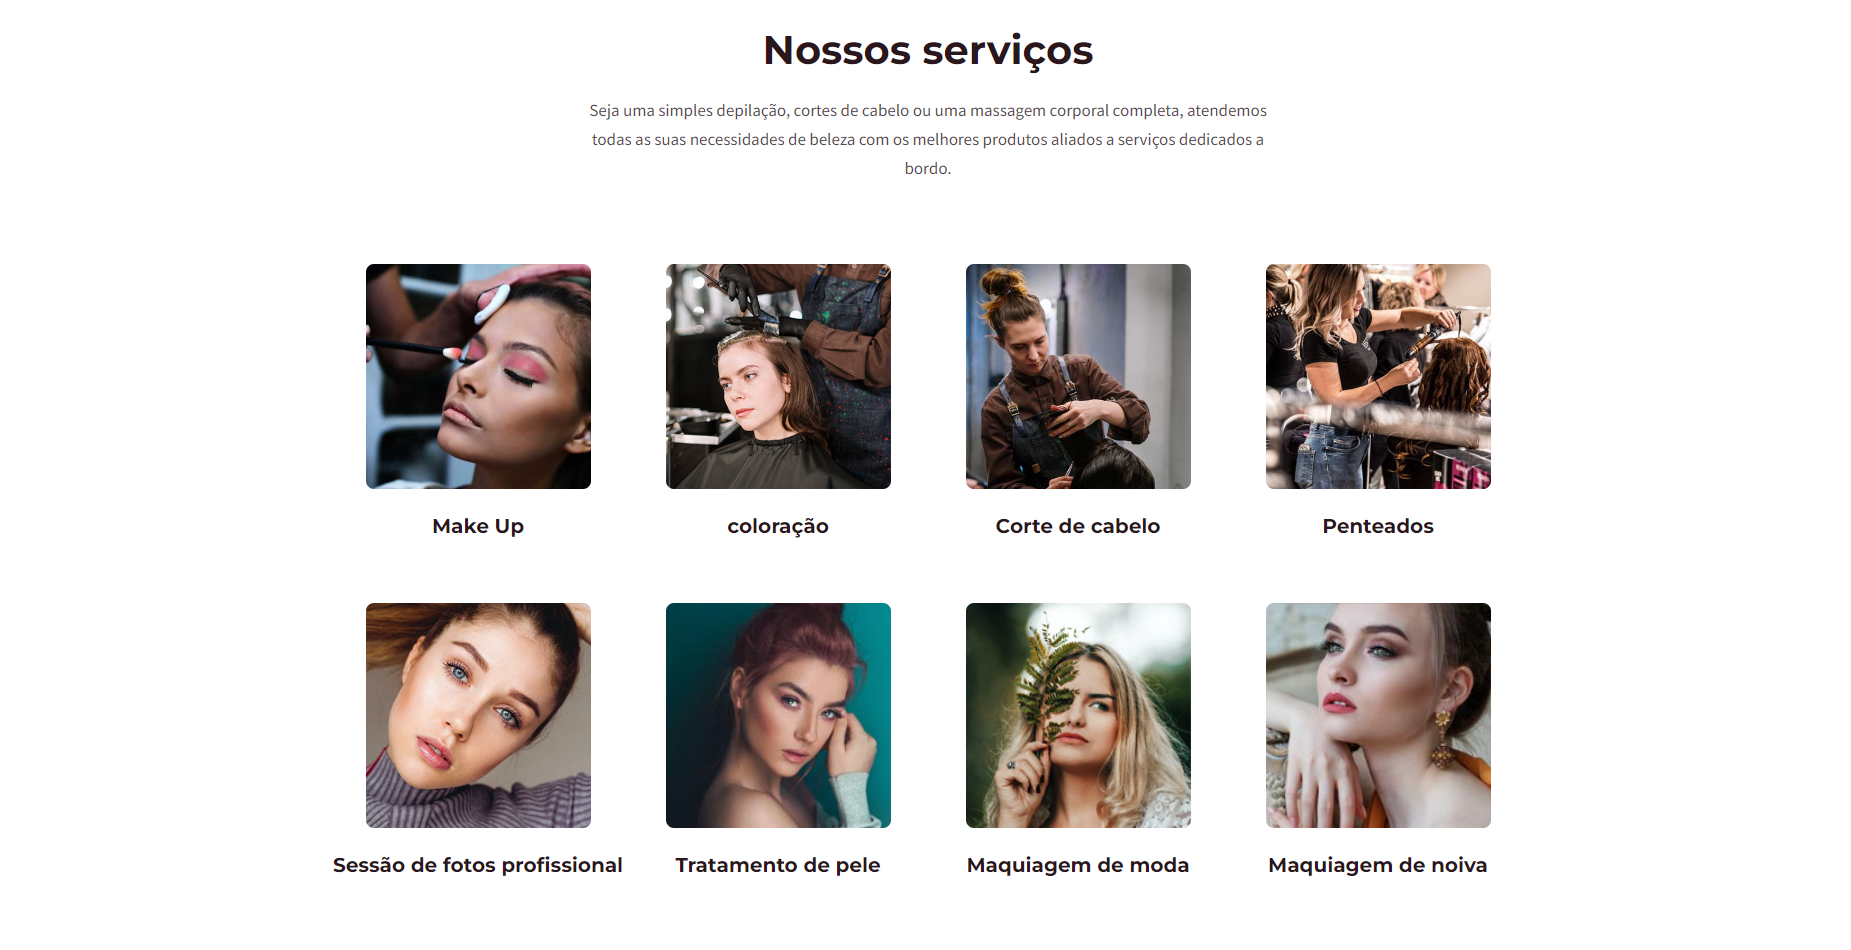 Nossos serviços
Seja uma simples depilação, cortes de cabelo ou uma massagem corporal completa, atendemos
todas as suas necessidades de beleza com os melhores produtos aliados a serviços dedicados a
bordo.
Make Up
coloração
Corte de cabelo
Penteados
Sessão de fotos profissional
Tratamento de pele
Maquiagem de moda
Maquiagem de noiva